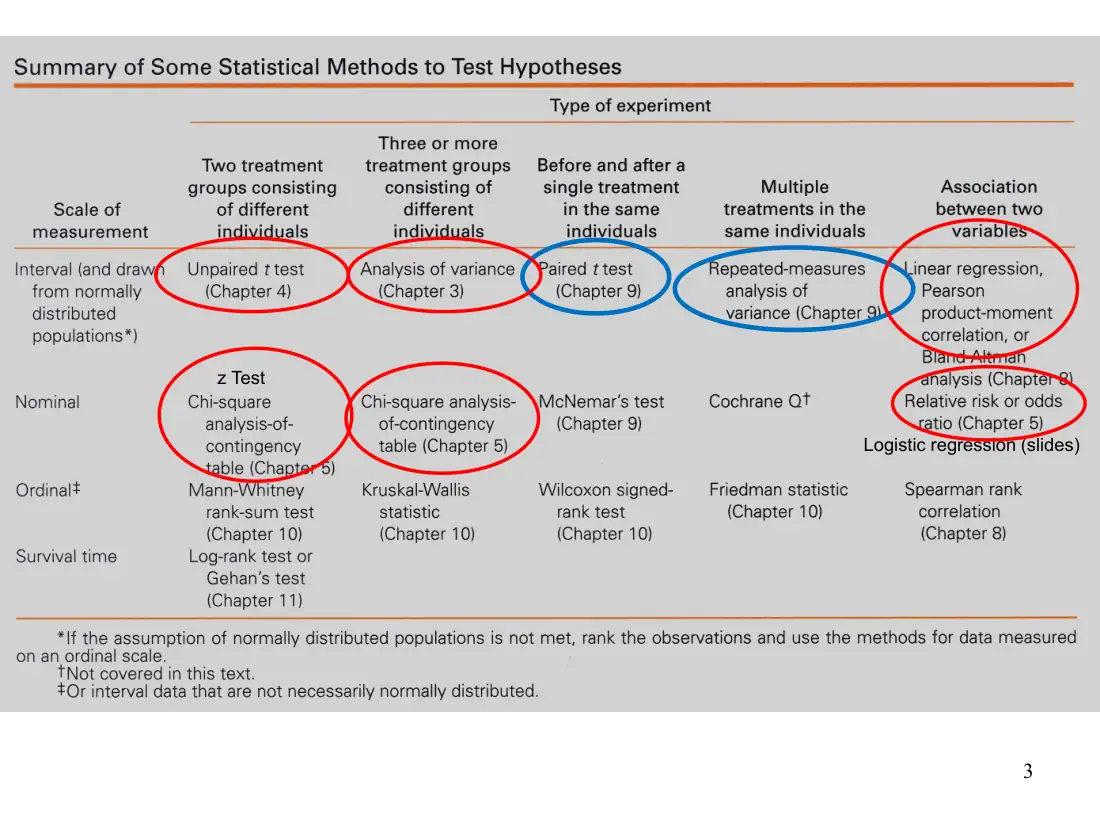 Summary of Some Statistical Methods to Test Hypotheses
Type of experiment
Scale of
measurement
Two treatment
groups consisting
of different
individuals
Three or more
treatment groups
consisting of
different
individuals
Before and after a
single treatment
in the same
individuals
Multiple
treatments in the
same individuals
Association
between two
variables
Interval (and drawn
from normally
distributed
populations*)
Unpaired t test
(Chapter 4)
Analysis of variance
(Chapter 3)
Paired t test
(Chapter 9)
Repeated-measures
analysis of
variance (Chapter 9)
Linear regression,
Pearson
product-moment
correlation, or
Bland Altman
analysis (Chapter 8)
Nominal
z Test
Chi-square
analysis-of-
contingency
table (Chapter 5)
Chi-square analysis-
of-contingency
table (Chapter 5)
McNemar's test
(Chapter 9)
Cochrane Q†
Relative risk or odds
ratio (Chapter 5)
Logistic regression (slides)
Ordinal‡
Mann-Whitney
rank-sum test
(Chapter 10)
Kruskal-Wallis
statistic
(Chapter 10)
Wilcoxon signed-
rank test
(Chapter 10)
Friedman statistic
(Chapter 10)
Spearman rank
correlation
(Chapter 8)
Survival time
Log-rank test or
Gehan's test
(Chapter 11)
*If the assumption of normally distributed populations is not met, rank the observations and use the methods for data measured
on an ordinal scale.
†Not covered in this text.
‡Or interval data that are not necessarily normally distributed.
3